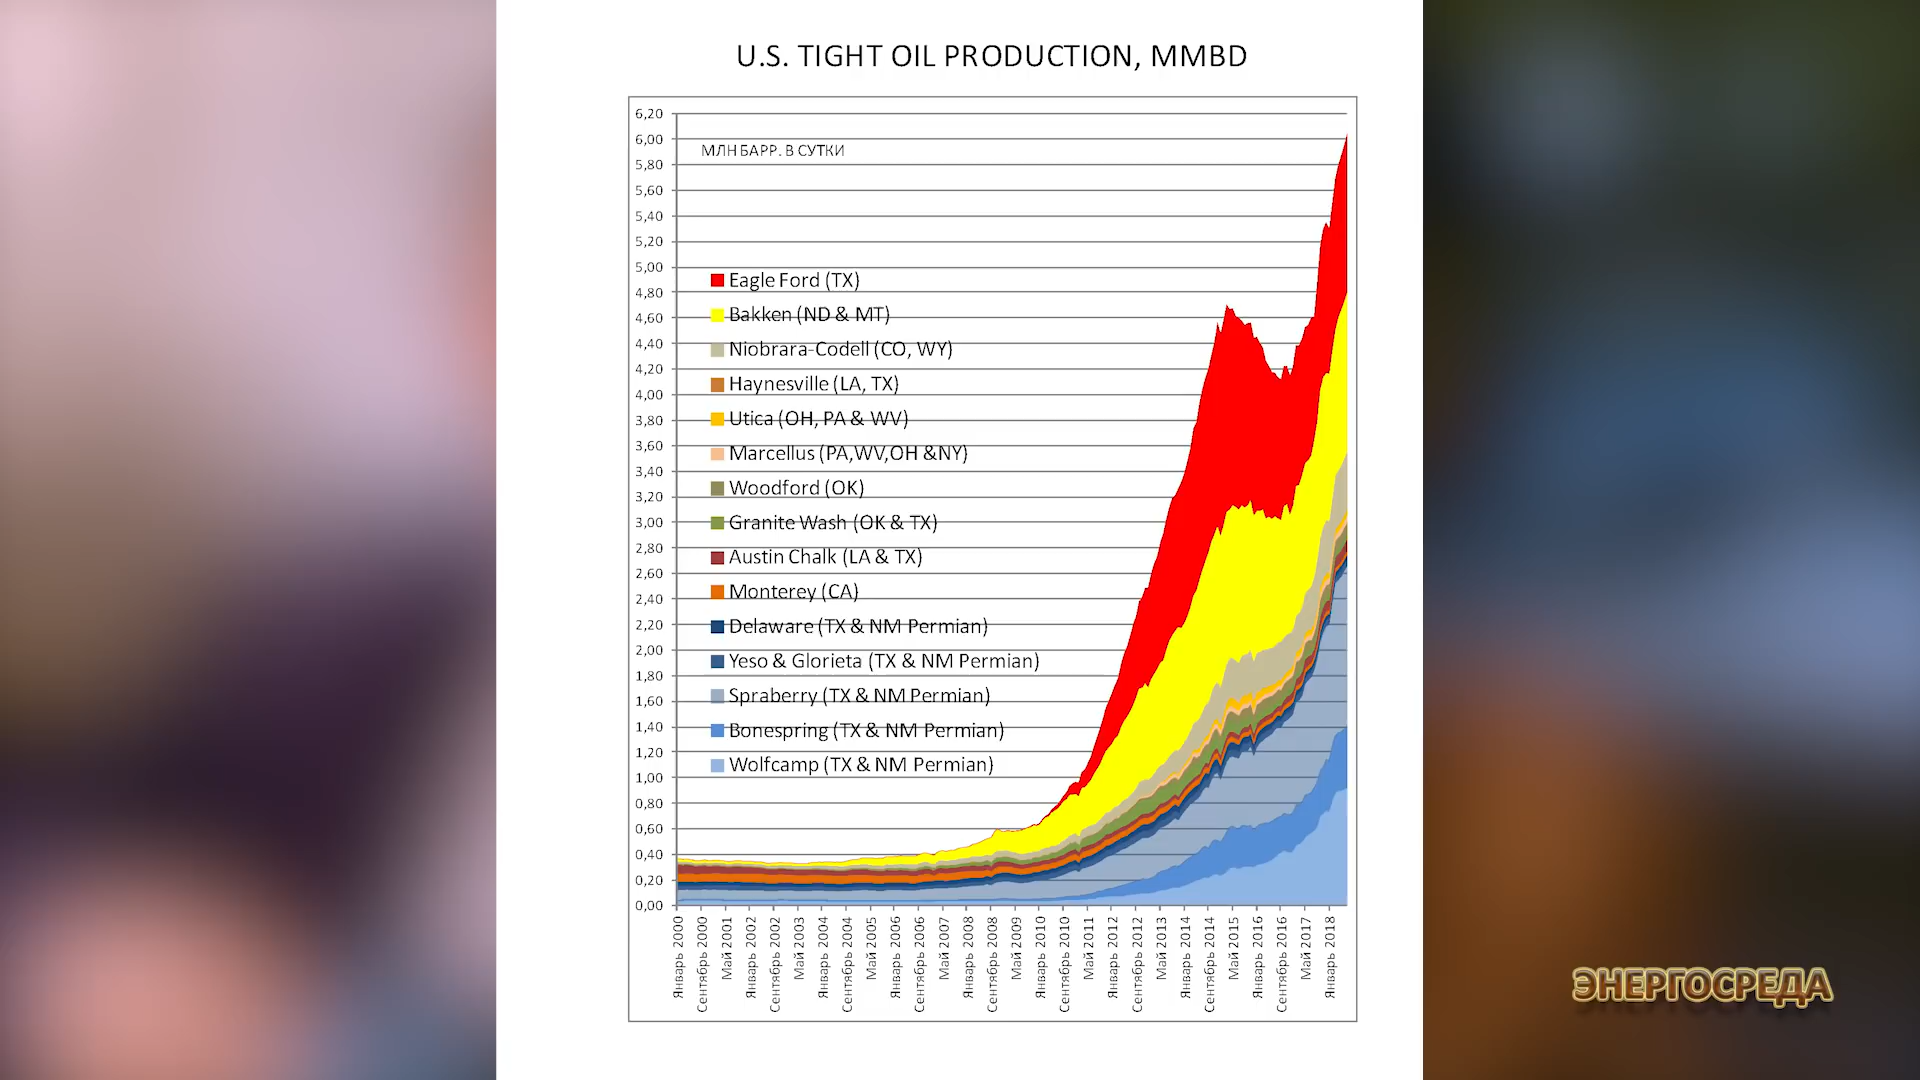 U.S. TIGHT OIL PRODUCTION, MMBD
6,20
6,00
МЛН БАРР. В СУТКИ
5,80
5,60
5,40
5,20
5,00
Eagle Ford (TX)
4,80
Bakken (ND & MT)
4,60
4,40
Niobrara-Codell (CO, WY)
4,20
Haynesville (LA, TX)
4,00
3,80
Utica (OH, PA & WV)
3,60
Marcellus (PA,WV,OH &NY)
3,40
Woodford (OK)
3,20
3,00
Granite Wash (OK & TX)
2,80
Austin Chalk (LA & TX)
2,60
Monterey (CA)
2,40
2,20
Delaware (TX & NM Permian)
2,00
Yeso & Glorieta (TX & NM Permian)
1,80
Spraberry (TX & NM Permian)
1,60
1,40
Bonespring (TX & NM Permian)
1,20
Wolfcamp (TX & NM Permian)
1,00
0,80
0,60
0,40
0,20
0,00
Январь 2000
Сентябрь 2000
Май 2001
Январь 2002
Сентябрь 2002
Май 2003
Январь 2004
Сентябрь 2004
Май 2005
Январь 2006
Сентябрь 2006
Май 2007
Январь 2008
Сентябрь 2008
Май 2009
Январь 2010
Сентябрь 2010
Май 2011
Январь 2012
Сентябрь 2012
Май 2013
Январь 2014
Сентябрь 2014
Май 2015
Январь 2016
Сентябрь 2016
Май 2017
Январь 2018
ЭНЕРГОСРЕДА